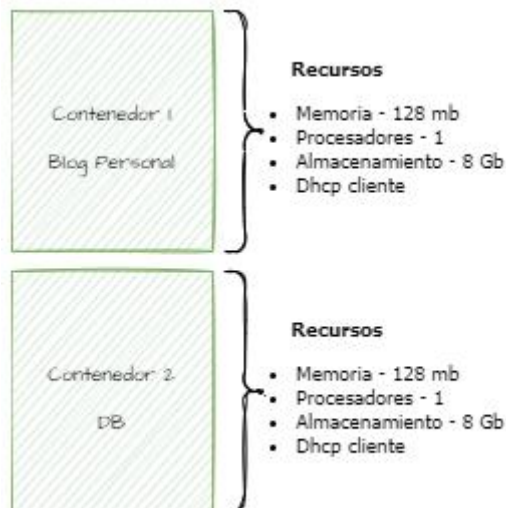 Contenedor 1
Blog Personal
Recursos
• Memoria - 128 mb
• Procesadores - 1
• Almacenamiento - 8 Gb
• Dhcp cliente
Contenedor 2
DB
Recursos
• Memoria - 128 mb
• Procesadores - 1
• Almacenamiento - 8 Gb
• Dhcp cliente